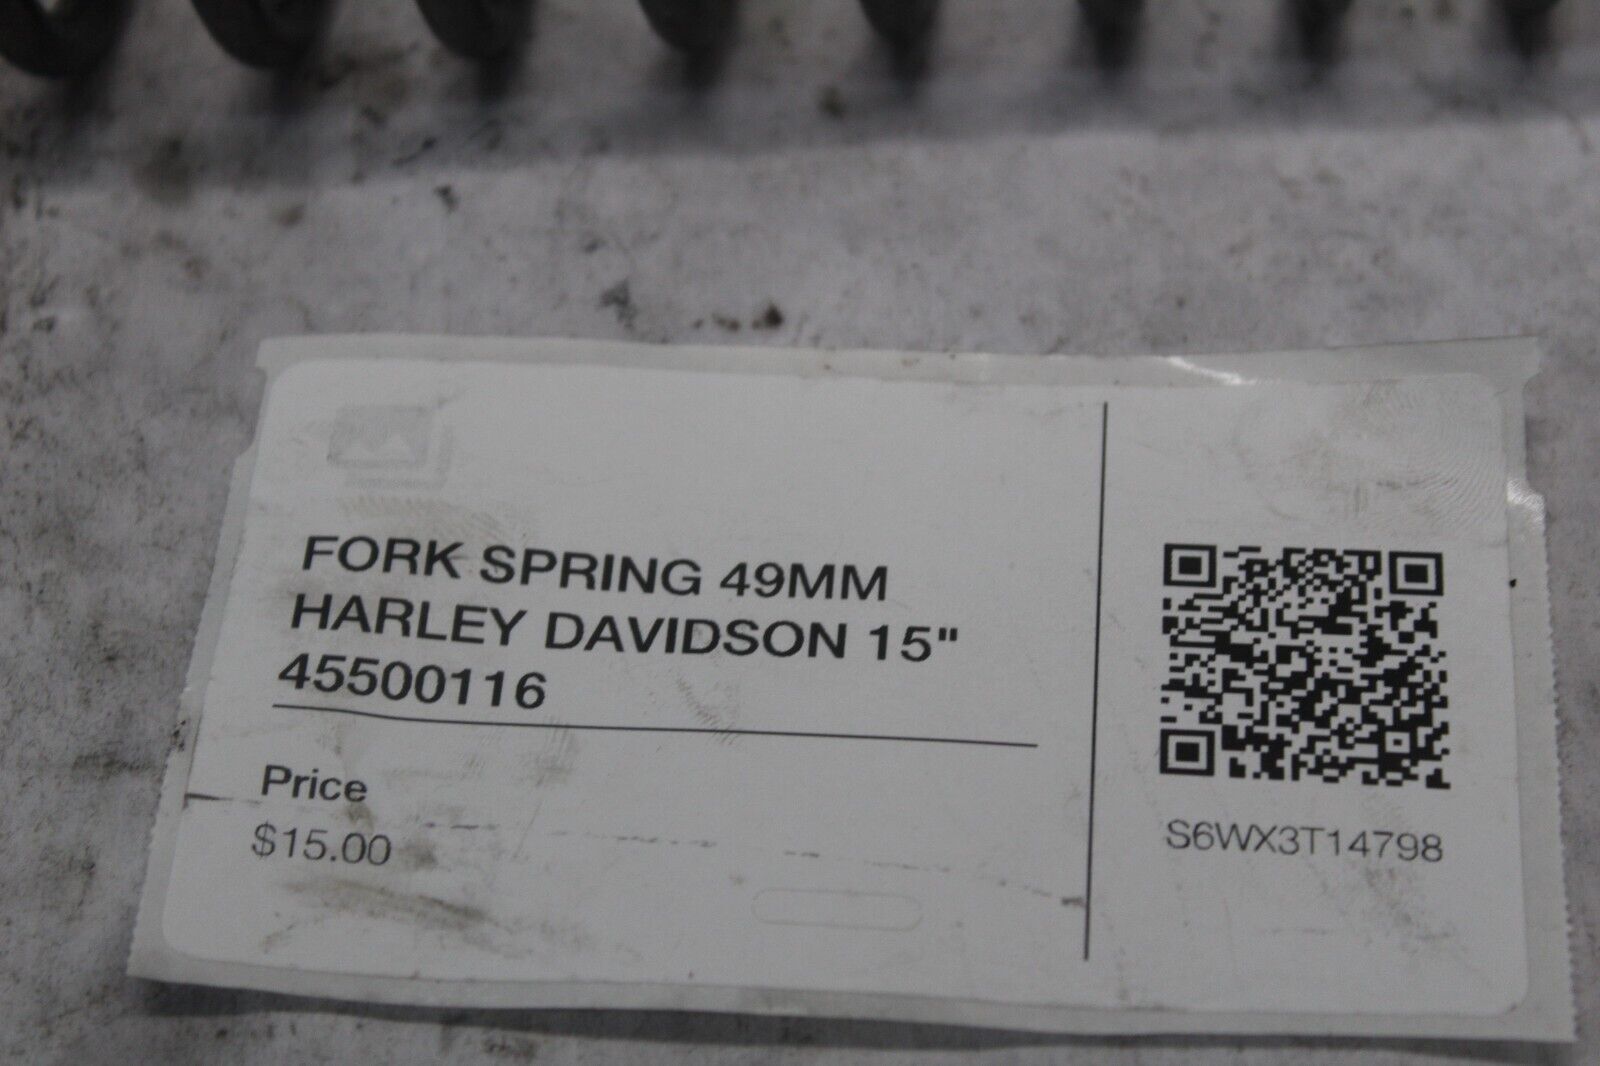 FORK SPRING 49MM
HARLEY DAVIDSON 15"
45500116
Price
$15.00
S6WX3T14798